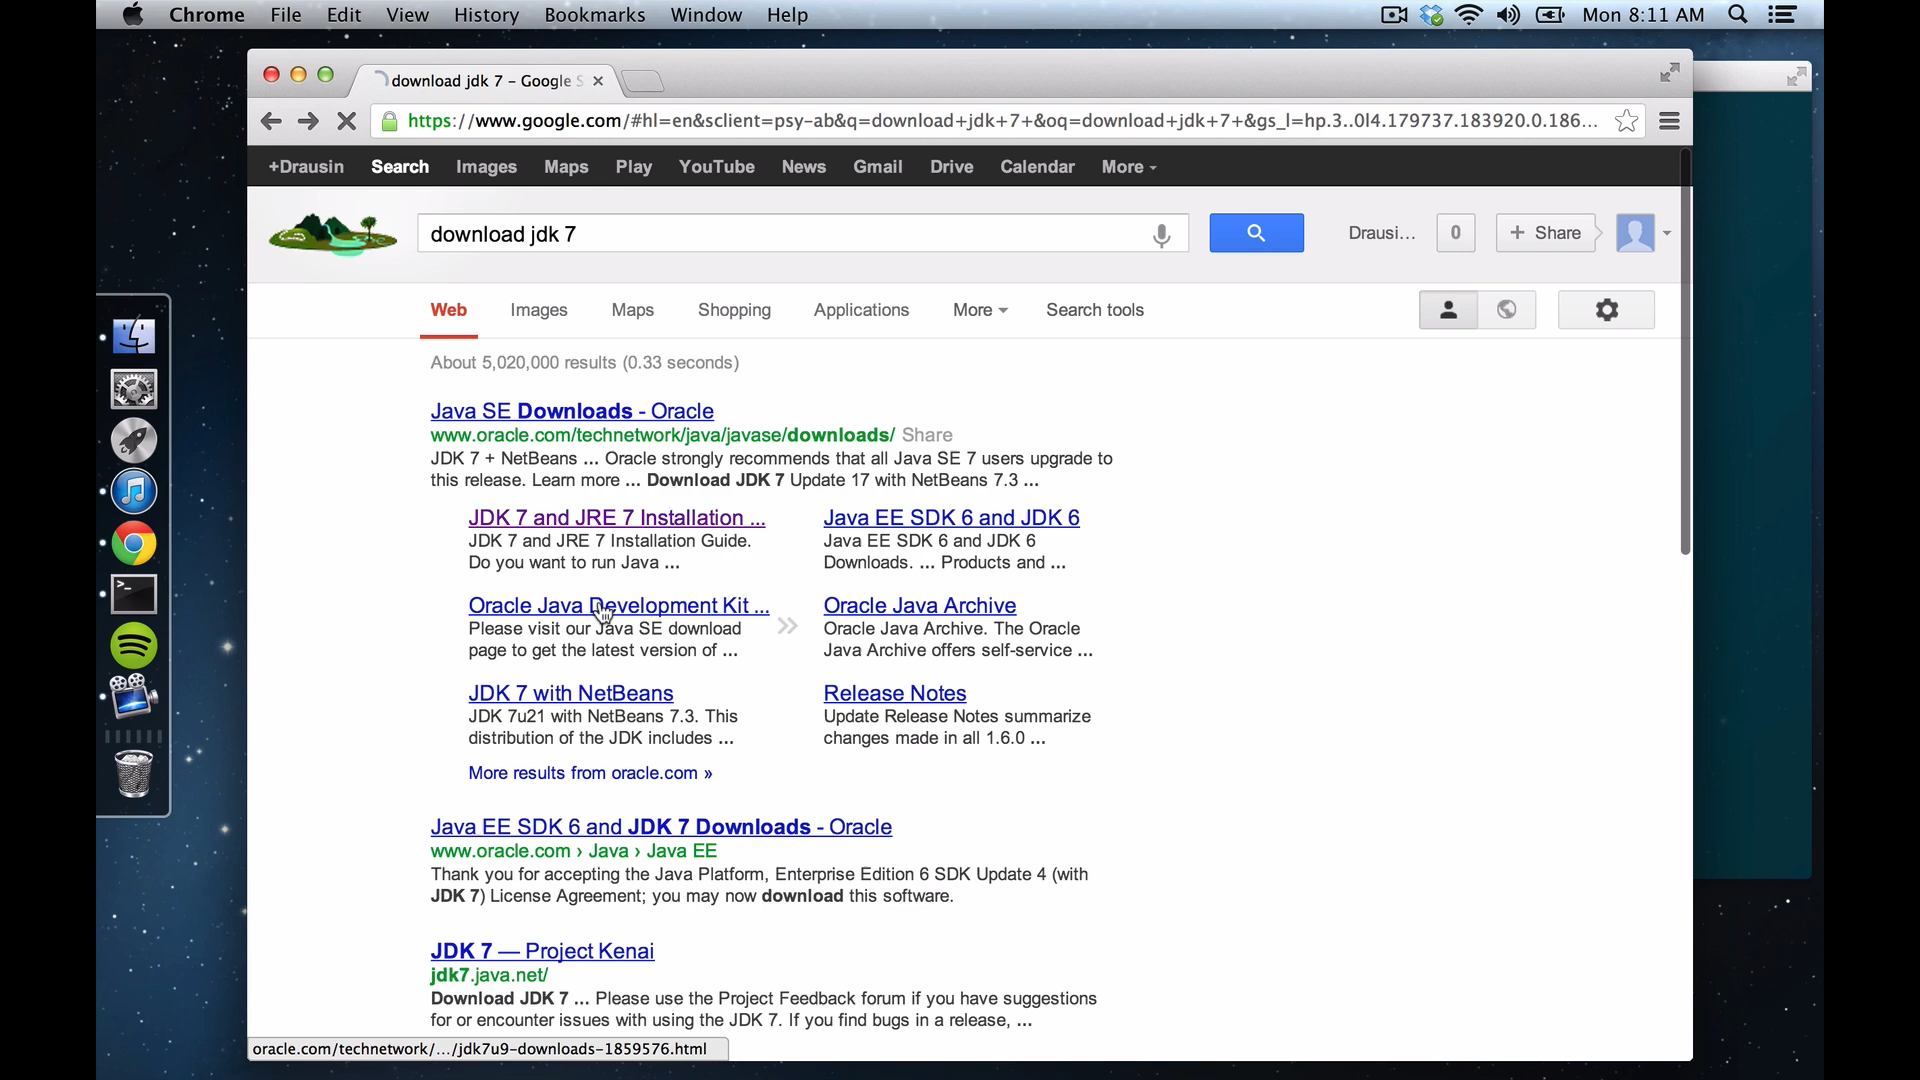 Chrome File Edit View History Bookmarks Window Help Mon 8:11 AM
download jdk 7 – Google S
https://www.google.com/#hl=en&sclient=psy-ab&q=download+jdk+7+&oq=download+jdk+7+&gs_l=hp.3..0l4.179737.183920.0.186...
+Drausin Search Images Maps Play YouTube News Gmail Drive Calendar More
download jdk 7 Drausi... 0 + Share
Web Images Maps Shopping Applications More Search tools
About 5,020,000 results (0.33 seconds)
Java SE Downloads - Oracle
www.oracle.com/technetwork/java/javase/downloads/ Share
JDK 7 + NetBeans ... Oracle strongly recommends that all Java SE 7 users upgrade to
this release. Learn more ... Download JDK 7 Update 17 with NetBeans 7.3 ...
JDK 7 and JRE 7 Installation ...
JDK 7 and JRE 7 Installation Guide.
Do you want to run Java ...
Java EE SDK 6 and JDK 6
Java EE SDK 6 and JDK 6
Downloads. ... Products and ...
Oracle Java Development Kit ...
Please visit our Java SE download
page to get the latest version of ...
Oracle Java Archive
Oracle Java Archive. The Oracle
Java Archive offers self-service ...
JDK 7 with NetBeans
JDK 7u21 with NetBeans 7.3. This
distribution of the JDK includes ...
Release Notes
Update Release Notes summarize
changes made in all 1.6.0 ...
More results from oracle.com »
Java EE SDK 6 and JDK 7 Downloads - Oracle
www.oracle.com › Java › Java EE
Thank you for accepting the Java Platform, Enterprise Edition 6 SDK Update 4 (with
JDK 7) License Agreement; you may now download this software.
JDK 7 — Project Kenai
jdk7.java.net/
Download JDK 7 ... Please use the Project Feedback forum if you have suggestions
for or encounter issues with using the JDK 7. If you find bugs in a release, ...
oracle.com/technetwork/.../jdk7u9-downloads-1859576.html